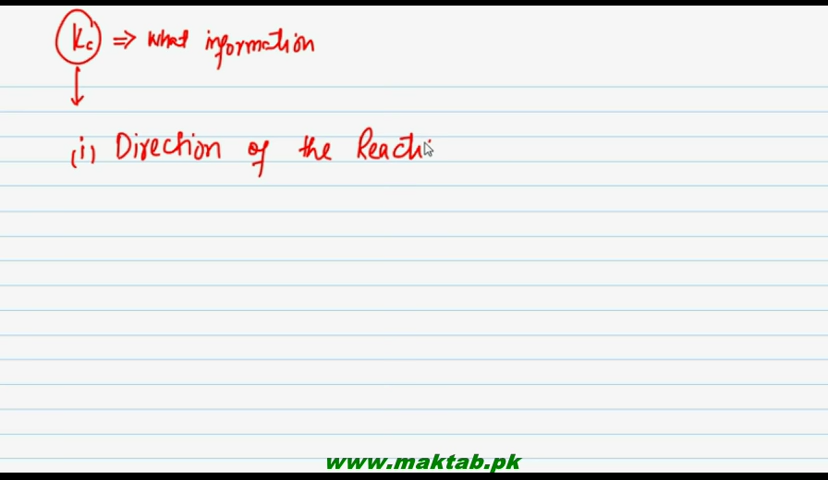 Kc ⇒ What information
(i) Direction of the Reacti
www.maktab.pk